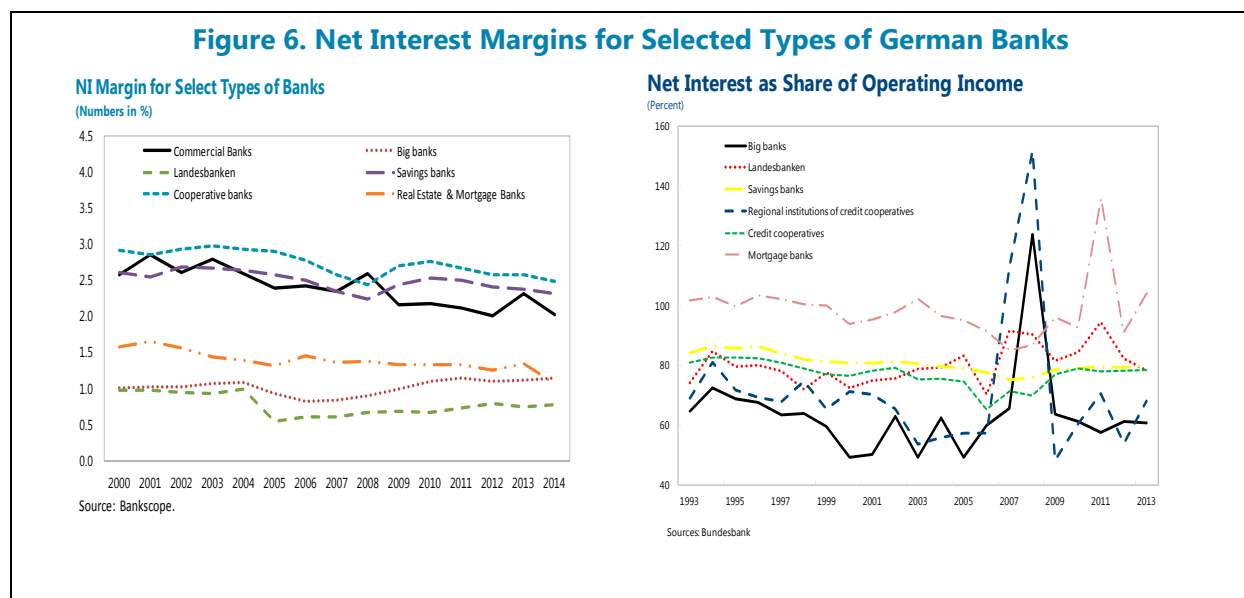 Figure 6. Net Interest Margins for Selected Types of German Banks
NI Margin for Select Types of Banks
(Numbers in %)
4.5
4.0
3.5
3.0
2.5
2.0
1.5
1.0
0.5
0.0
Commercial Banks
Big banks
Landesbanken
Savings banks
Cooperative banks
Real Estate & Mortgage Banks
2000 2001 2002 2003 2004 2005 2006 2007 2008 2009 2010 2011 2012 2013 2014
Source: Bankscope.
Net Interest as Share of Operating Income
(Percent)
160
140
120
100
80
60
40
Big banks
Landesbanken
Savings banks
Regional institutions of credit cooperatives
Credit cooperatives
Mortgage banks
1993 1995 1997 1999 2001 2003 2005 2007 2009 2011 2013
Sources: Bundesbank